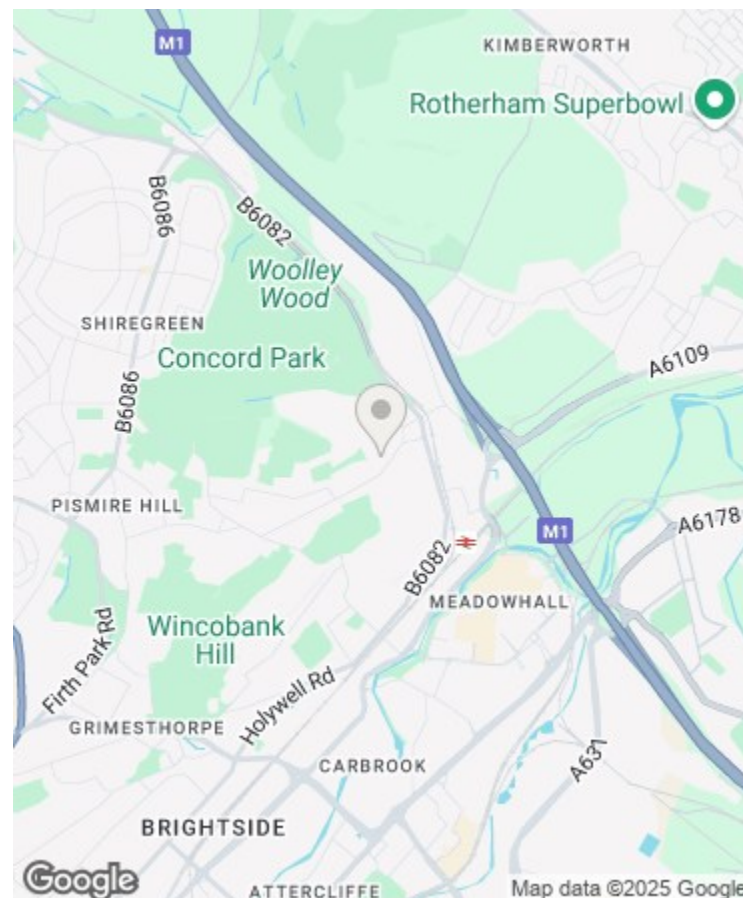 M1
KIMBERWORTH
Rotherham Superbowl
B6086
B6082
Woolley
Wood
SHIREGREEN
Concord Park
A6109
B6086
PISMIRE HILL
M1
A6178
B6082
MEADOWHALL
Wincobank
Hill
Firth Park Rd
Holywell Rd
GRIMESTHORPE
CARBROOK
A631
BRIGHTSIDE
ATTERCLIFFE
Google
Map data ©2025 Google